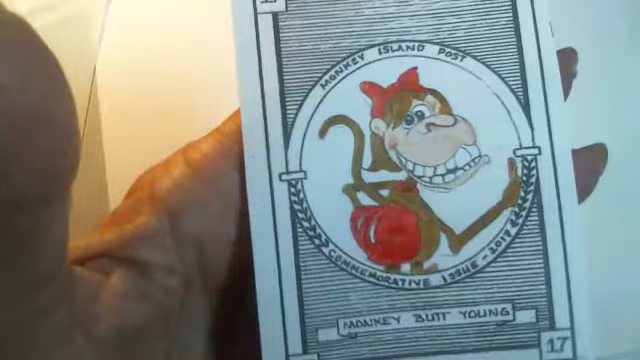 MONKEY ISLAND POST
COMMEMORATIVE ISSUE - 2017
MONKEY BUTT YOUNG
17